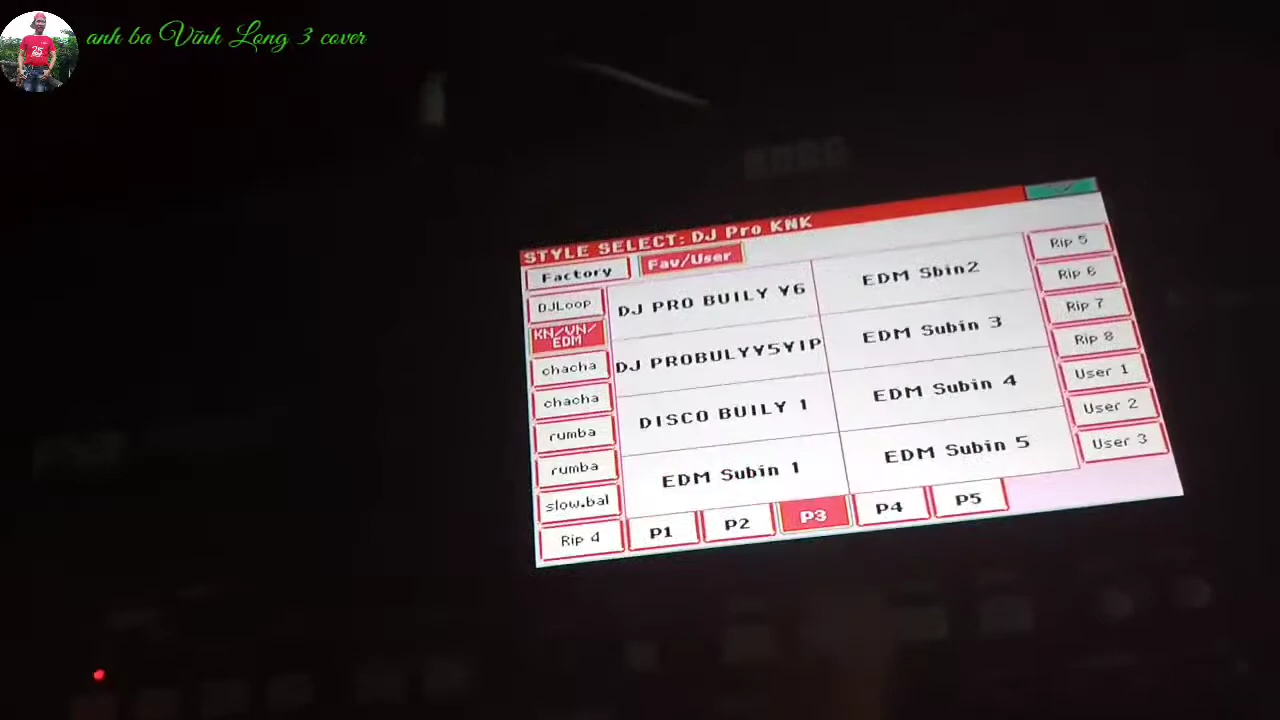 anh ba Vĩnh Long 3 cover
KORG
STYLE SELECT: DJ Pro KNK
Factory
Fav/User
DJLoop
KN/VN/
EDM
chacha
chacha
rumba
rumba
slow.bal
Rip 4
DJ PRO BUILY V6
DJ PROBULYV5VIP
DISCO BUILY 1
EDM Subin 1
EDM Sbin2
EDM Subin 3
EDM Subin 4
EDM Subin 5
Rip 5
Rip 6
Rip 7
Rip 8
User 1
User 2
User 3
P1
P2
P3
P4
P5